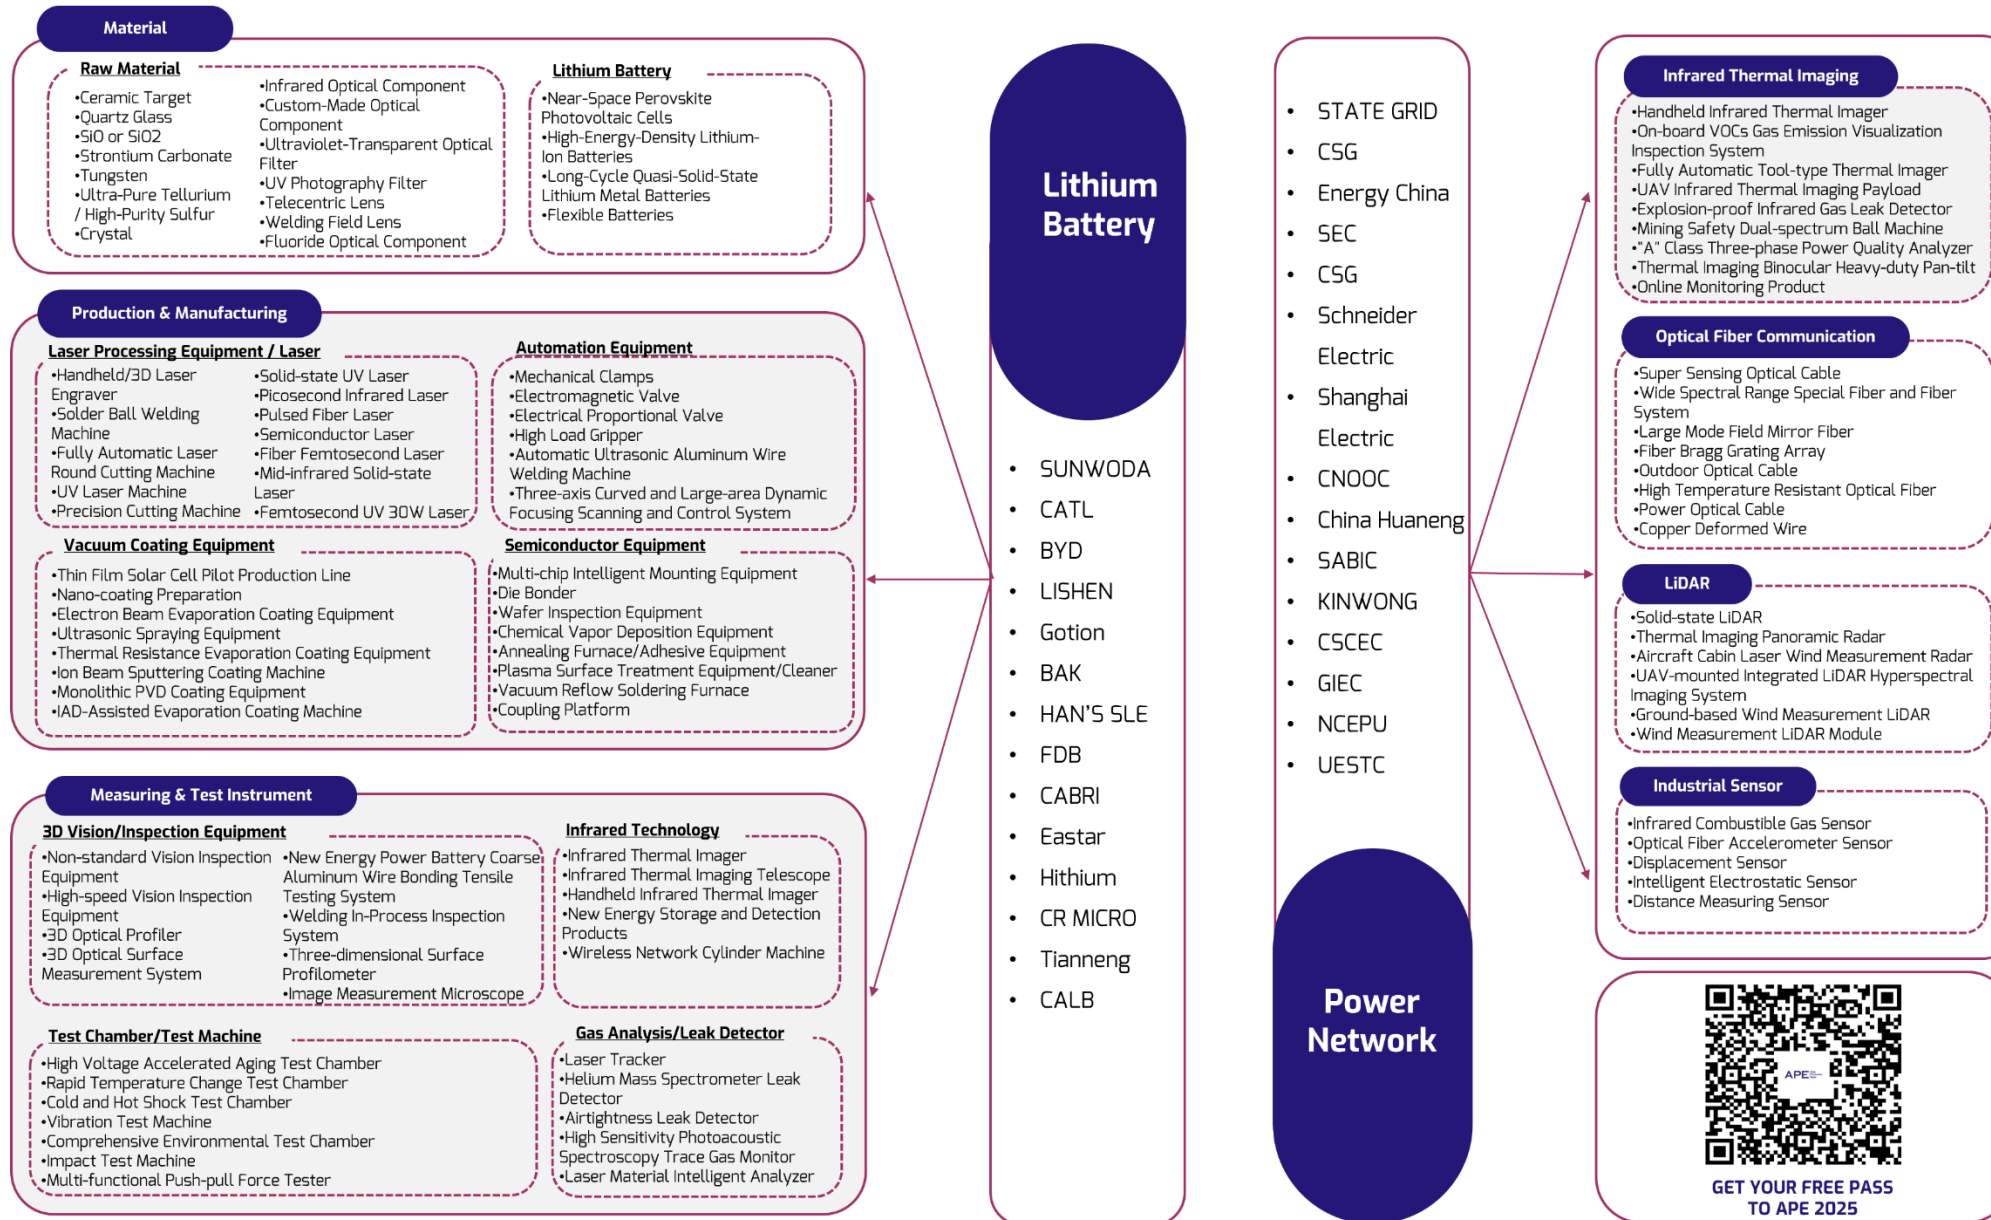 Material
Raw Material
•Ceramic Target
•Quartz Glass
•SiO or SiO2
•Strontium Carbonate
•Tungsten
•Ultra-Pure Tellurium
/ High-Purity Sulfur
•Crystal
•Infrared Optical Component
•Custom-Made Optical
Component
•Ultraviolet-Transparent Optical
Filter
•UV Photography Filter
•Telecentric Lens
•Welding Field Lens
•Fluoride Optical Component
Lithium Battery
•Near-Space Perovskite
Photovoltaic Cells
•High-Energy-Density Lithium-
Ion Batteries
•Long-Cycle Quasi-Solid-State
Lithium Metal Batteries
•Flexible Batteries
Production & Manufacturing
Laser Processing Equipment / Laser
•Handheld/3D Laser
Engraver
•Solder Ball Welding
Machine
•Fully Automatic Laser
Round Cutting Machine
•UV Laser Machine
•Precision Cutting Machine
•Solid-state UV Laser
•Picosecond Infrared Laser
•Pulsed Fiber Laser
•Semiconductor Laser
•Fiber Femtosecond Laser
•Mid-infrared Solid-state
Laser
•Femtosecond UV 30W Laser
Automation Equipment
•Mechanical Clamps
•Electromagnetic Valve
•Electrical Proportional Valve
•High Load Gripper
•Automatic Ultrasonic Aluminum Wire
Welding Machine
•Three-axis Curved and Large-area Dynamic
Focusing Scanning and Control System
Vacuum Coating Equipment
•Thin Film Solar Cell Pilot Production Line
•Nano-coating Preparation
•Electron Beam Evaporation Coating Equipment
•Ultrasonic Spraying Equipment
•Thermal Resistance Evaporation Coating Equipment
•Ion Beam Sputtering Coating Machine
•Monolithic PVD Coating Equipment
•IAD-Assisted Evaporation Coating Machine
Semiconductor Equipment
•Multi-chip Intelligent Mounting Equipment
•Die Bonder
•Wafer Inspection Equipment
•Chemical Vapor Deposition Equipment
•Annealing Furnace/Adhesive Equipment
•Plasma Surface Treatment Equipment/Cleaner
•Vacuum Reflow Soldering Furnace
•Coupling Platform
Measuring & Test Instrument
3D Vision/Inspection Equipment
•Non-standard Vision Inspection
Equipment
•High-speed Vision Inspection
Equipment
•3D Optical Profiler
•3D Optical Surface
Measurement System
•New Energy Power Battery Coarse
Aluminum Wire Bonding Tensile
Testing System
•Welding In-Process Inspection
System
•Three-dimensional Surface
Profilometer
•Image Measurement Microscope
Infrared Technology
•Infrared Thermal Imager
•Infrared Thermal Imaging Telescope
•Handheld Infrared Thermal Imager
•New Energy Storage and Detection
Products
•Wireless Network Cylinder Machine
Test Chamber/Test Machine
•High Voltage Accelerated Aging Test Chamber
•Rapid Temperature Change Test Chamber
•Cold and Hot Shock Test Chamber
•Vibration Test Machine
•Comprehensive Environmental Test Chamber
•Impact Test Machine
•Multi-functional Push-pull Force Tester
Gas Analysis/Leak Detector
•Laser Tracker
•Helium Mass Spectrometer Leak
Detector
•Airtightness Leak Detector
•High Sensitivity Photoacoustic
Spectroscopy Trace Gas Monitor
•Laser Material Intelligent Analyzer
Lithium
Battery
• SUNWODA
• CATL
• BYD
• LISHEN
• Gotion
• BAK
• HAN'S SLE
• FDB
• CABRI
• Eastar
• Hithium
• CR MICRO
• Tianneng
• CALB
• STATE GRID
• CSG
• Energy China
• SEC
• CSG
• Schneider
Electric
• Shanghai
Electric
• CNOOC
• China Huaneng
• SABIC
• KINWONG
• CSCEC
• GIEC
• NCEPU
• UESTC
Power
Network
Infrared Thermal Imaging
•Handheld Infrared Thermal Imager
•On-board VOCs Gas Emission Visualization
Inspection System
•Fully Automatic Tool-type Thermal Imager
•UAV Infrared Thermal Imaging Payload
•Explosion-proof Infrared Gas Leak Detector
•Mining Safety Dual-spectrum Ball Machine
•"A" Class Three-phase Power Quality Analyzer
•Thermal Imaging Binocular Heavy-duty Pan-tilt
•Online Monitoring Product
Optical Fiber Communication
•Super Sensing Optical Cable
•Wide Spectral Range Special Fiber and Fiber
System
•Large Mode Field Mirror Fiber
•Fiber Bragg Grating Array
•Outdoor Optical Cable
•High Temperature Resistant Optical Fiber
•Power Optical Cable
•Copper Deformed Wire
LiDAR
•Solid-state LiDAR
•Thermal Imaging Panoramic Radar
•Aircraft Cabin Laser Wind Measurement Radar
•UAV-mounted Integrated LiDAR Hyperspectral
Imaging System
•Ground-based Wind Measurement LiDAR
•Wind Measurement LiDAR Module
Industrial Sensor
•Infrared Combustible Gas Sensor
•Optical Fiber Accelerometer Sensor
•Displacement Sensor
•Intelligent Electrostatic Sensor
•Distance Measuring Sensor
APE
GET YOUR FREE PASS
TO APE 2025